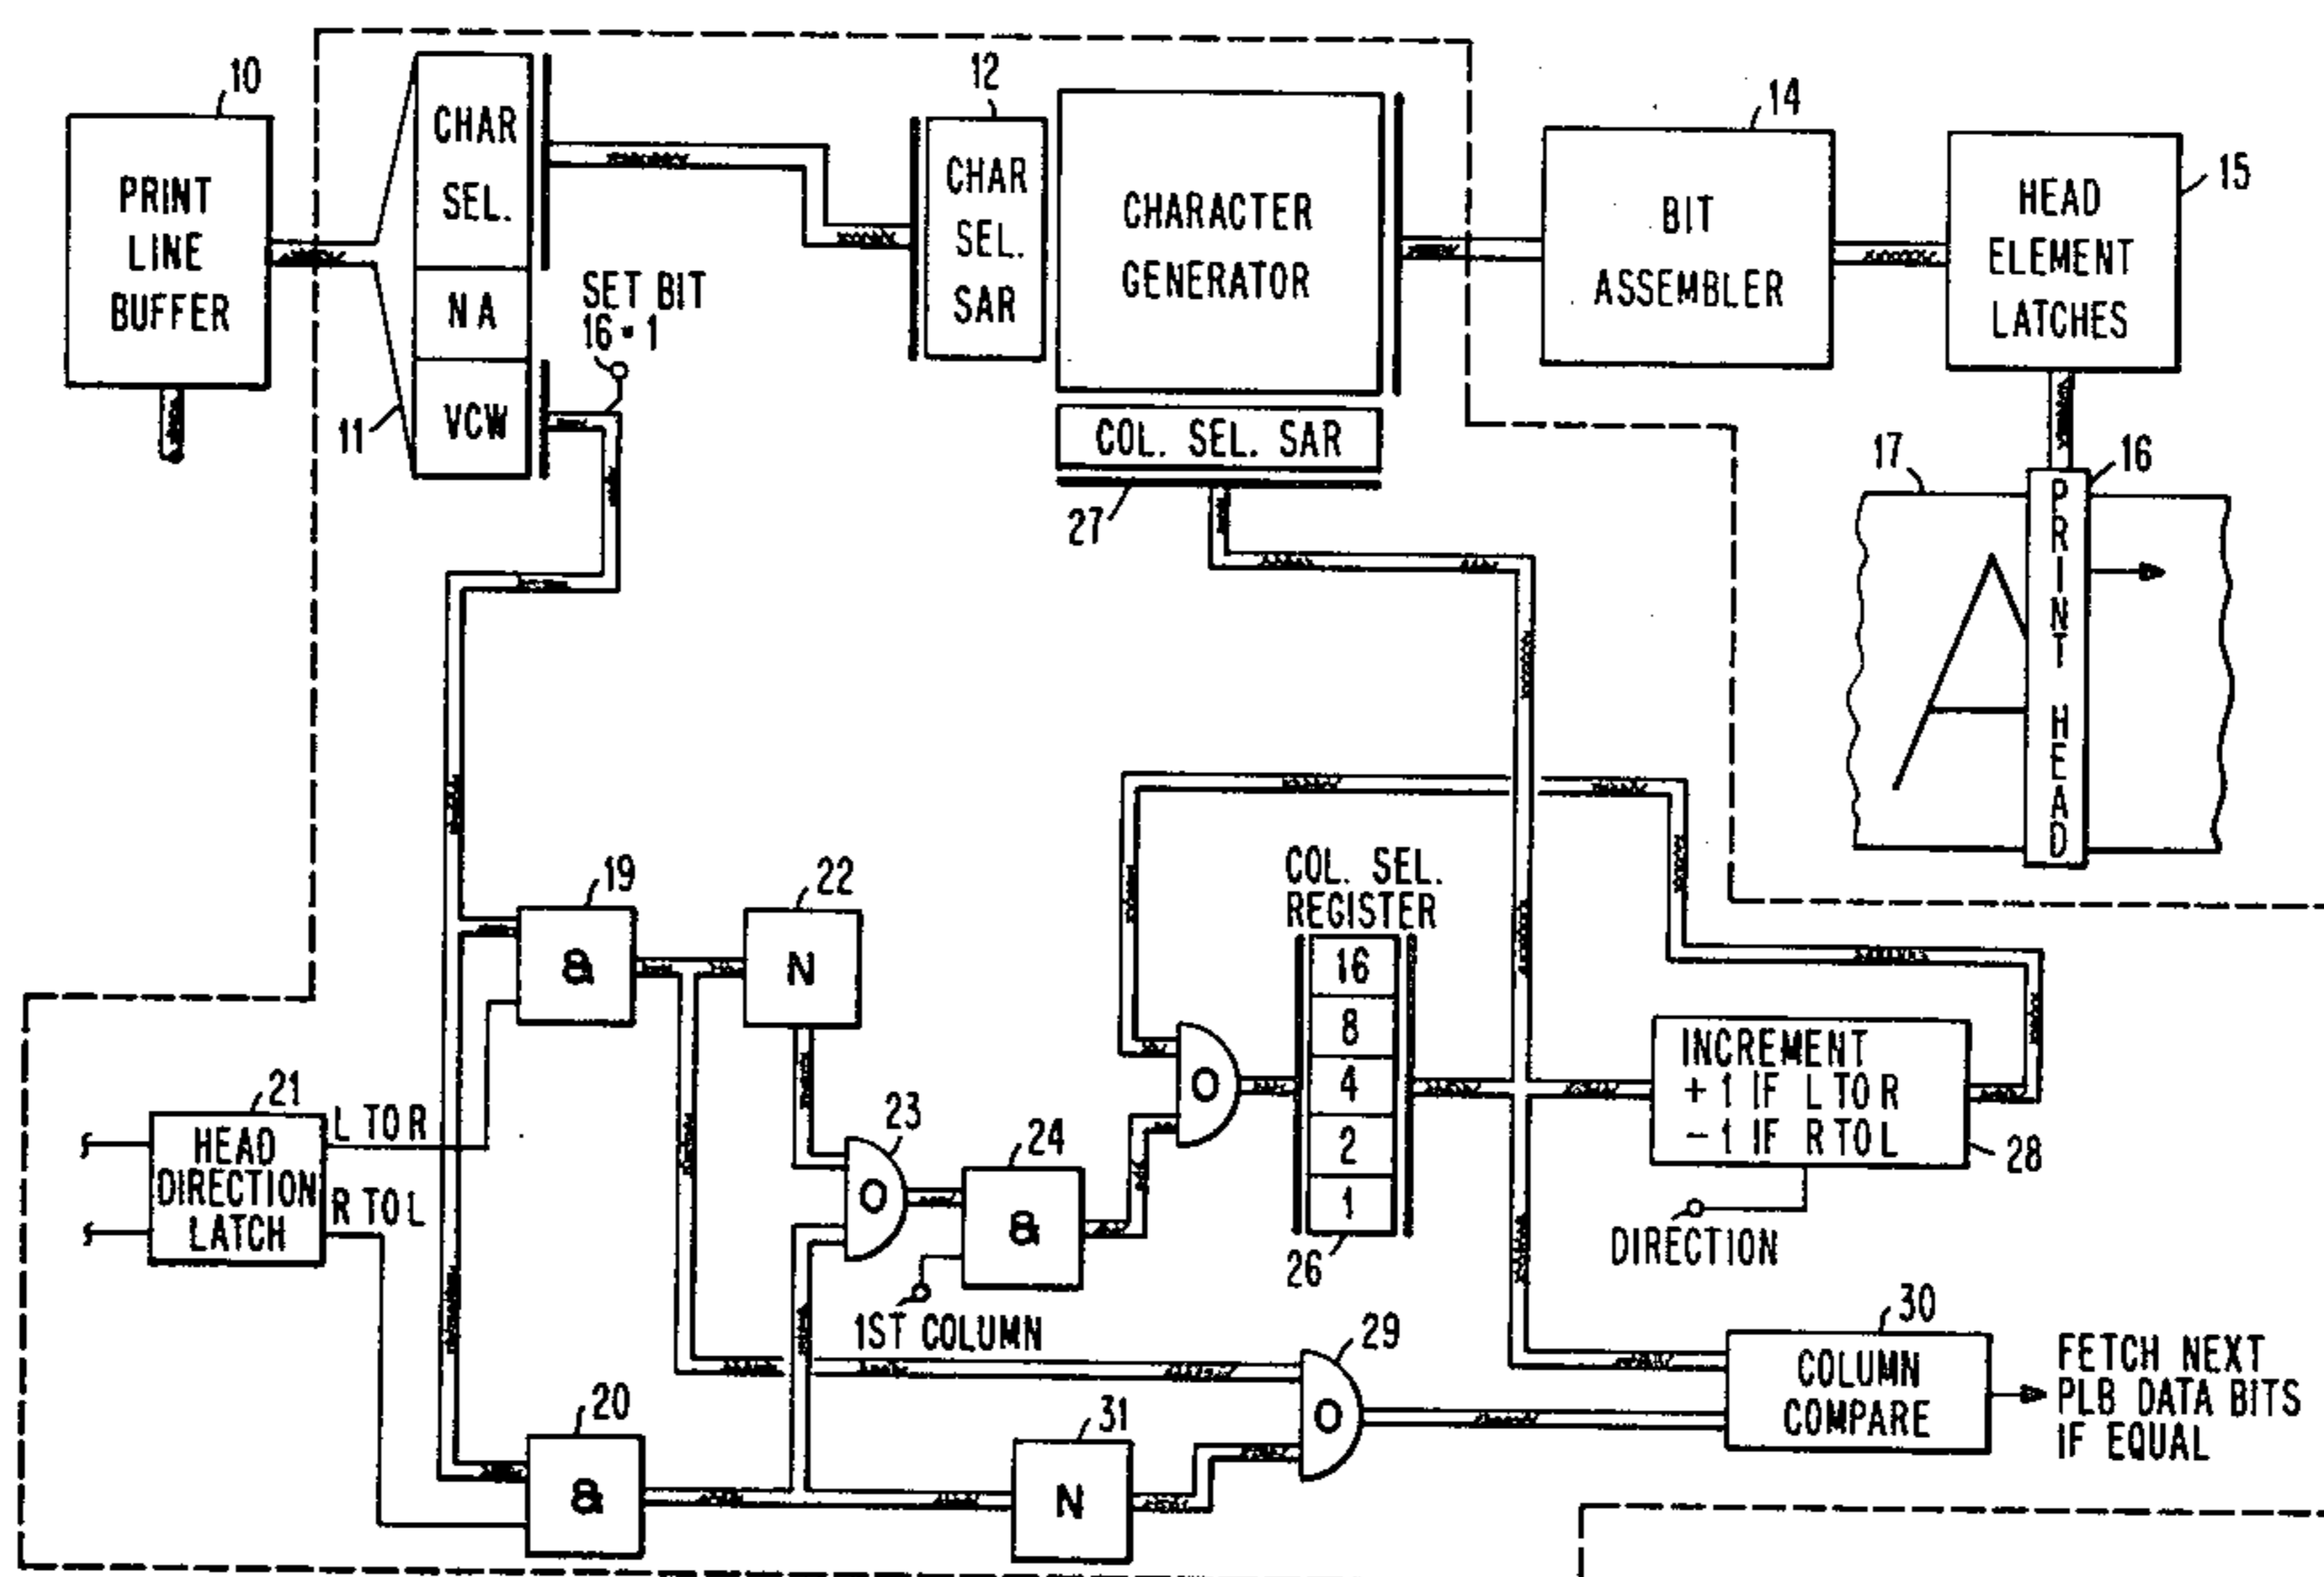 10
PRINT
LINE
BUFFER
CHAR
SEL.
NA
VCW
11
SET BIT
16 = 1
12
CHAR
SEL.
SAR
CHARACTER
GENERATOR
COL. SEL. SAR
27
14
BIT
ASSEMBLER
15
HEAD
ELEMENT
LATCHES
17
16
PRINT HEAD
A
19
&
22
N
21
HEAD
DIRECTION
LATCH
L TO R
R TO L
23
O
24
&
1ST COLUMN
O
COL. SEL.
REGISTER
16
8
4
2
1
26
INCREMENT
+ 1 IF L TO R
- 1 IF R TO L
28
DIRECTION
20
&
31
N
29
O
30
COLUMN
COMPARE
FETCH NEXT
PLB DATA BITS
IF EQUAL